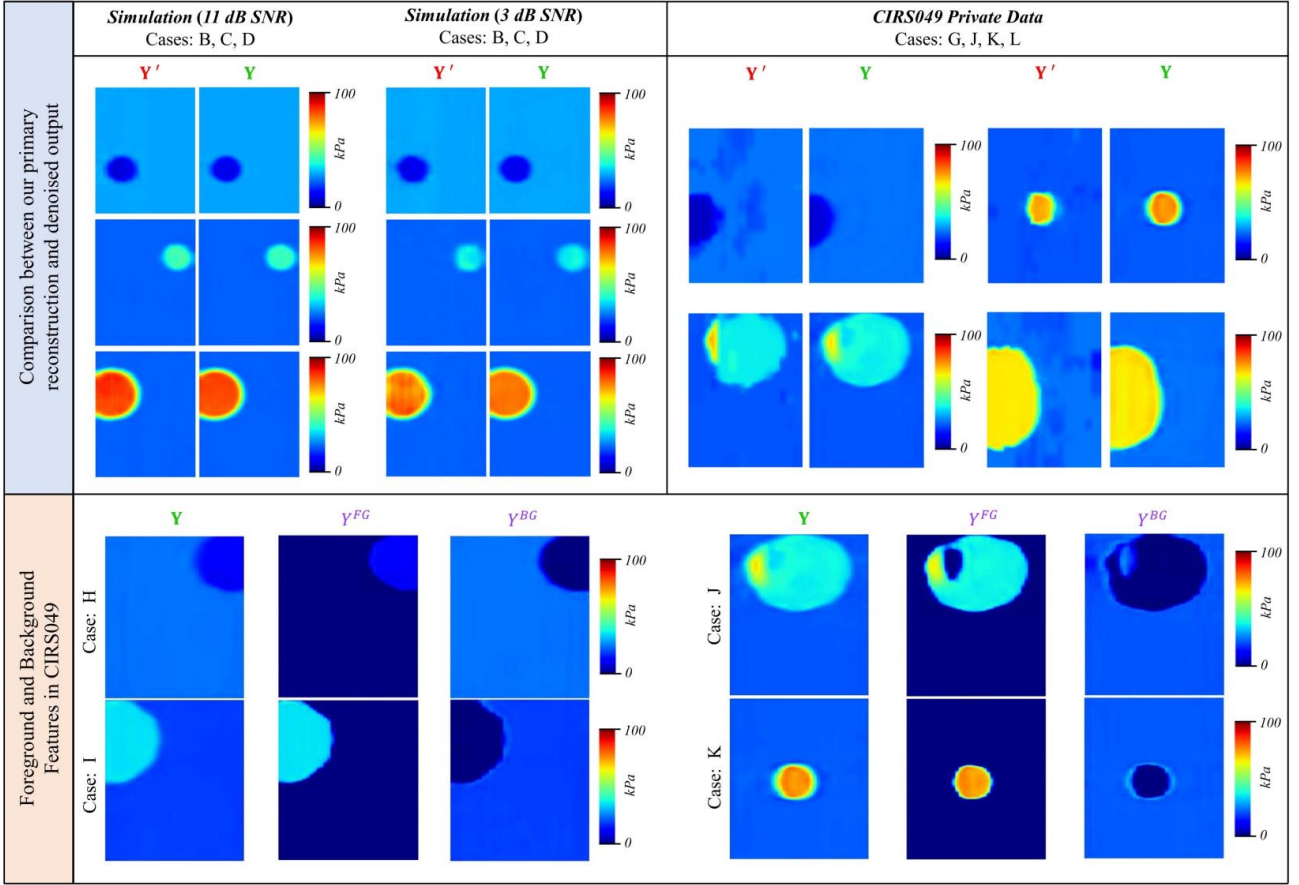 Simulation (11 dB SNR)
Cases: B, C, D
Simulation (3 dB SNR)
Cases: B, C, D
CIRS049 Private Data
Cases: G, J, K, L
Comparison between our primary
reconstruction and denoised output
Y′ Y Y′ Y Y′ Y Y′ Y
100
kPa
0
100
kPa
0
100
kPa
0
100
kPa
0
100
kPa
0
100
kPa
0
100
kPa
0
100
kPa
0
100
kPa
0
100
kPa
0
Foreground and Background
Features in CIRS049
Y Y^{FG} Y^{BG} Y Y^{FG} Y^{BG}
Case: H
100
kPa
0
Case: J
100
kPa
0
Case: I
100
kPa
0
Case: K
100
kPa
0